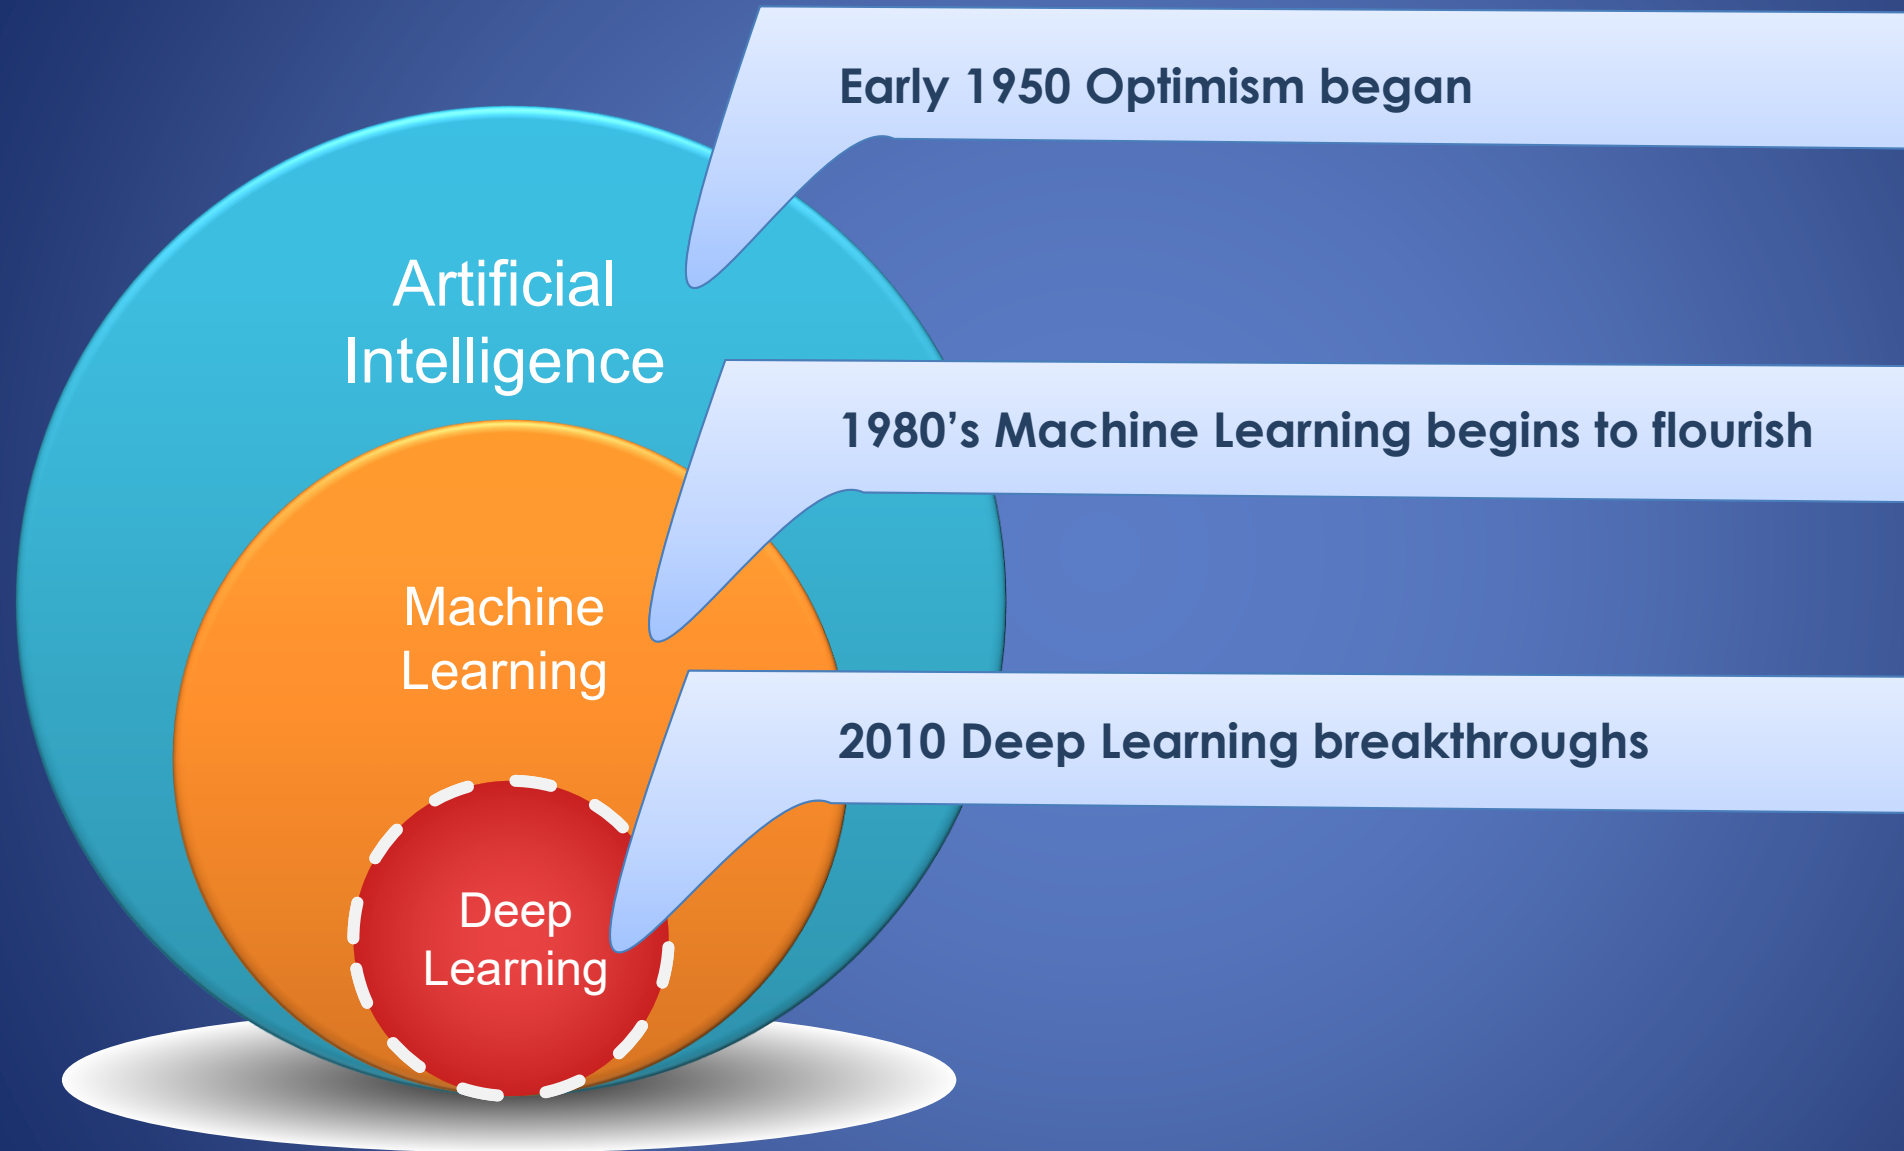 Early 1950 Optimism began
Artificial
Intelligence
1980’s Machine Learning begins to flourish
Machine
Learning
2010 Deep Learning breakthroughs
Deep
Learning